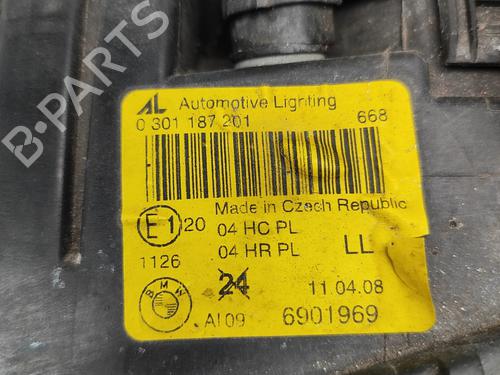 AL Automotive Lighting
0 301 187 201 668
Made in Czech Republic
E1 20 04 HC PL
1126 04 HR PL LL
24 11.04.08
BMW AI 09 6901969